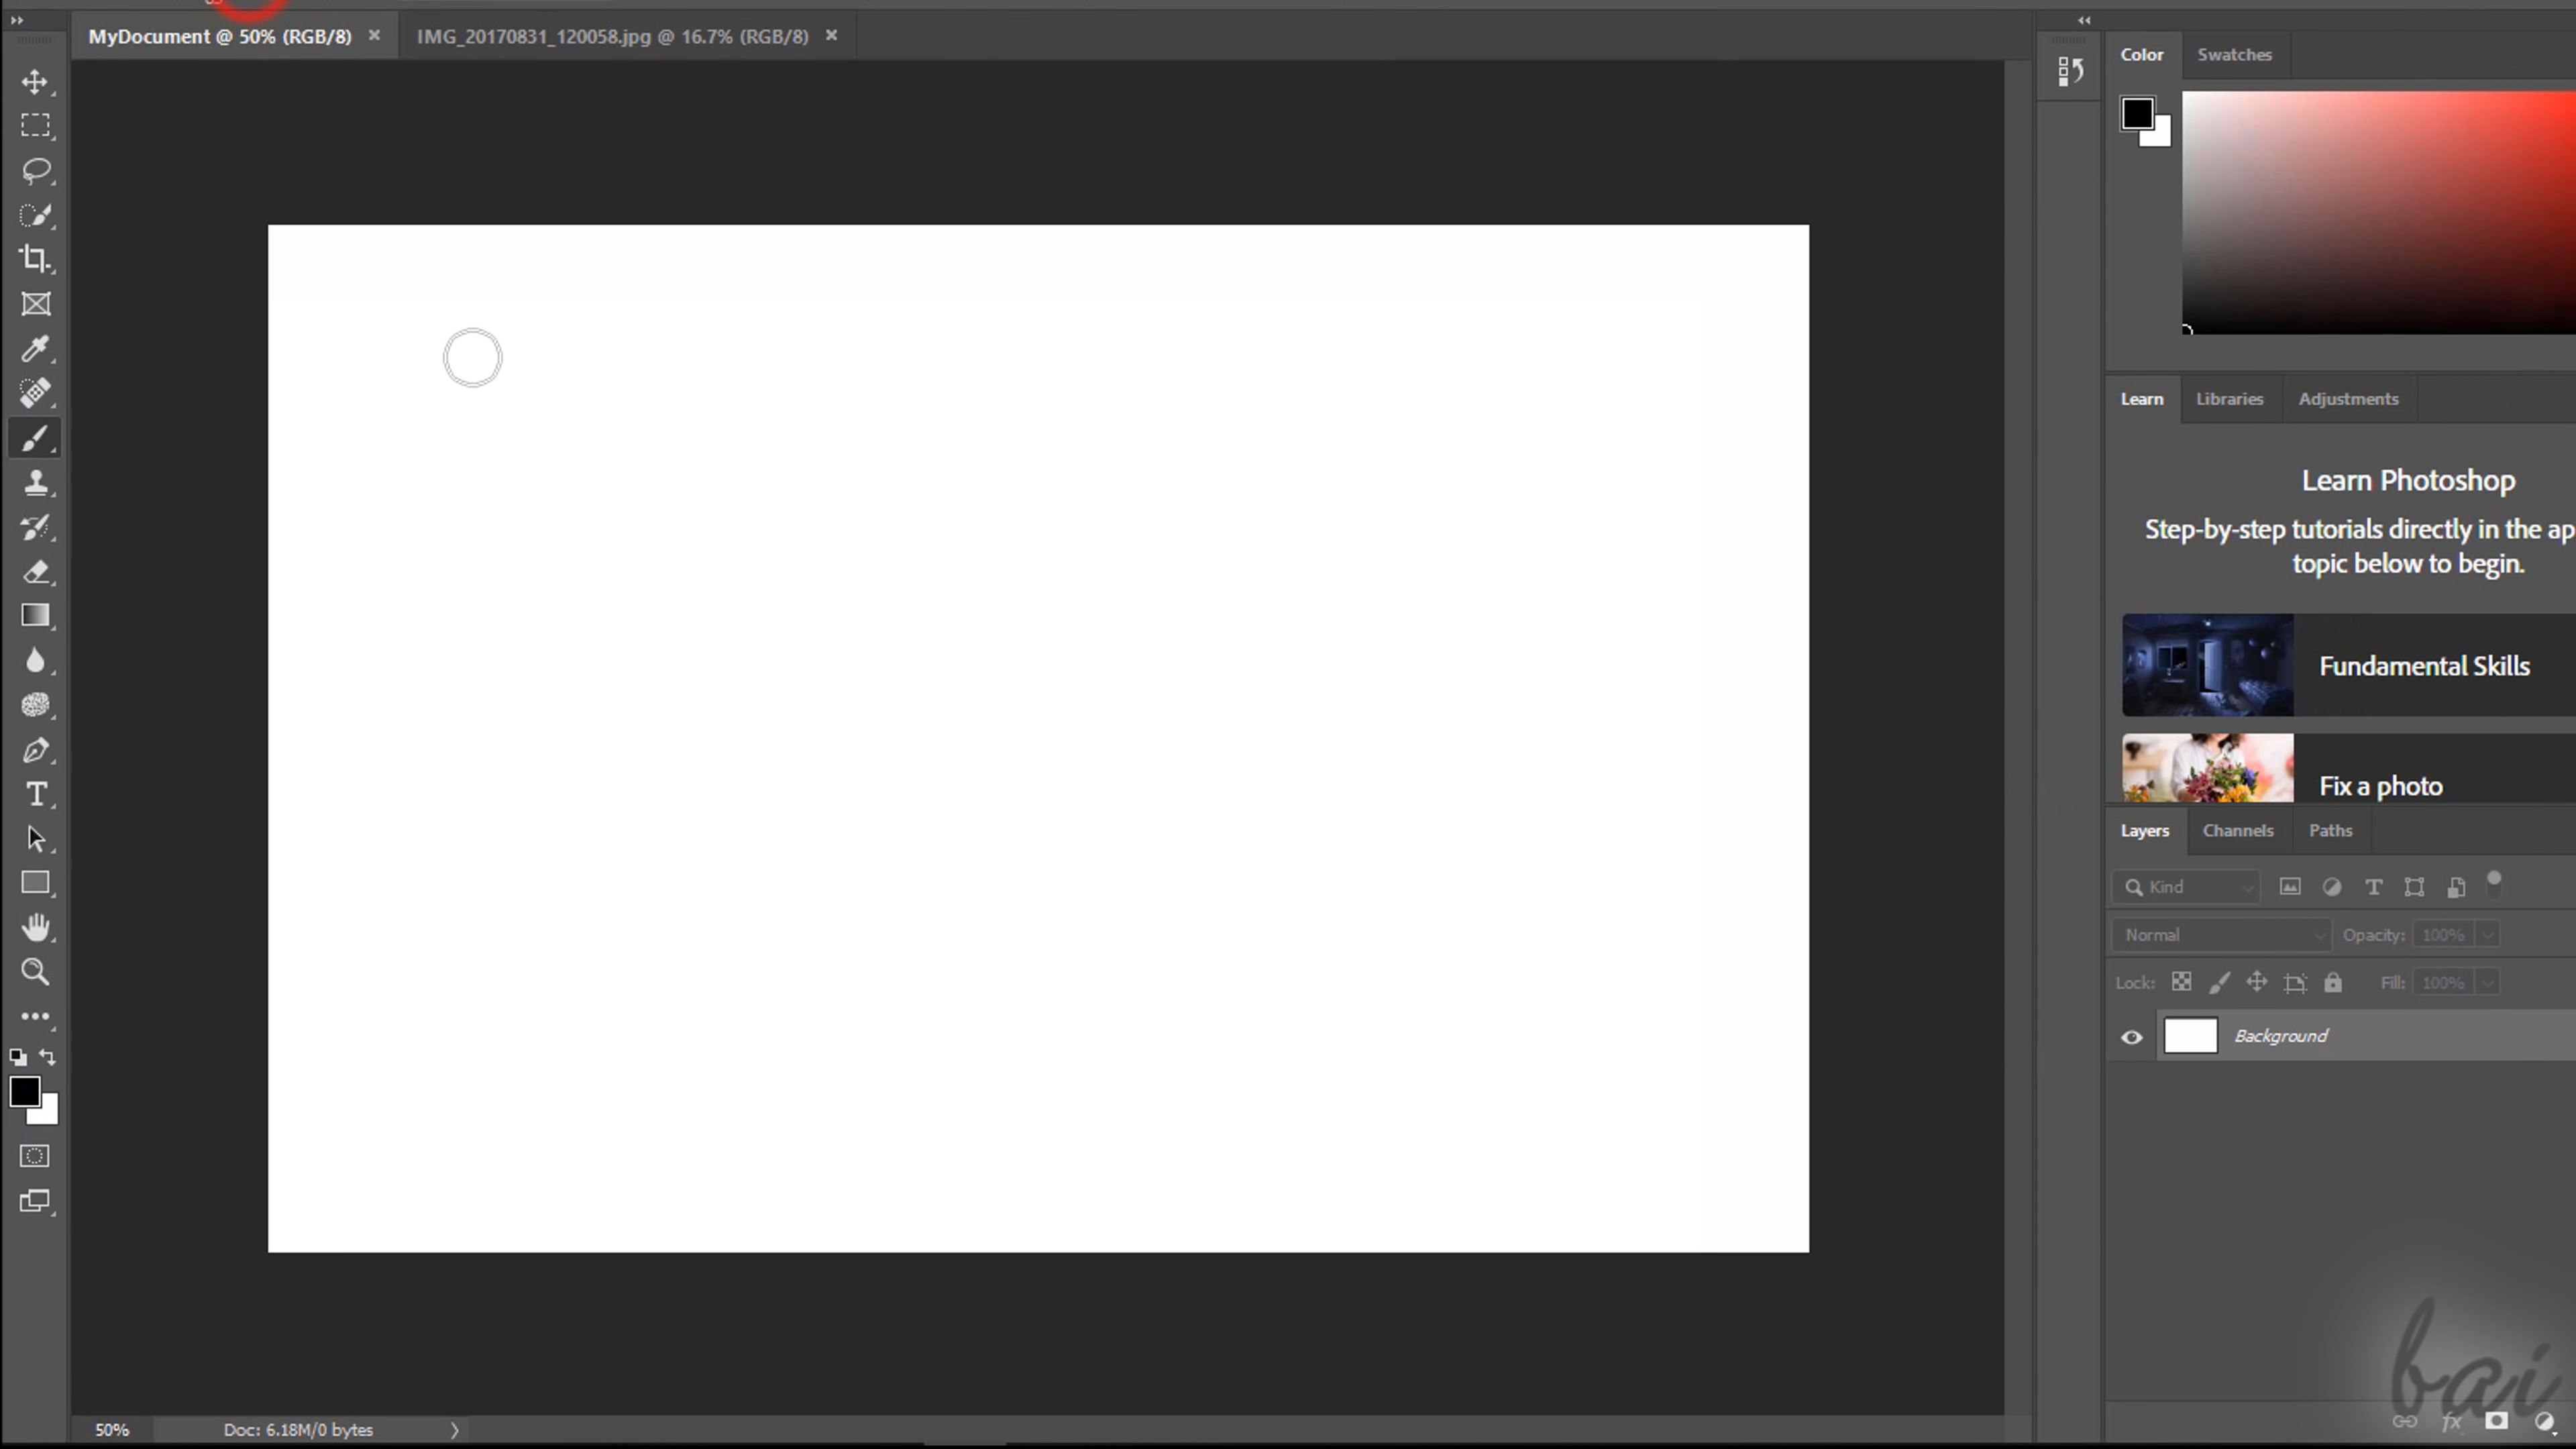 MyDocument @ 50% (RGB/8)
IMG_20170831_120058.jpg @ 16.7% (RGB/8)
Color
Swatches
Learn
Libraries
Adjustments
Learn Photoshop
Step-by-step tutorials directly in the ap
topic below to begin.
Fundamental Skills
Fix a photo
Layers
Channels
Paths
Kind
Normal
Opacity: 100%
Lock:
Fill: 100%
Background
bai
fx
50%
Doc: 6.18M/0 bytes